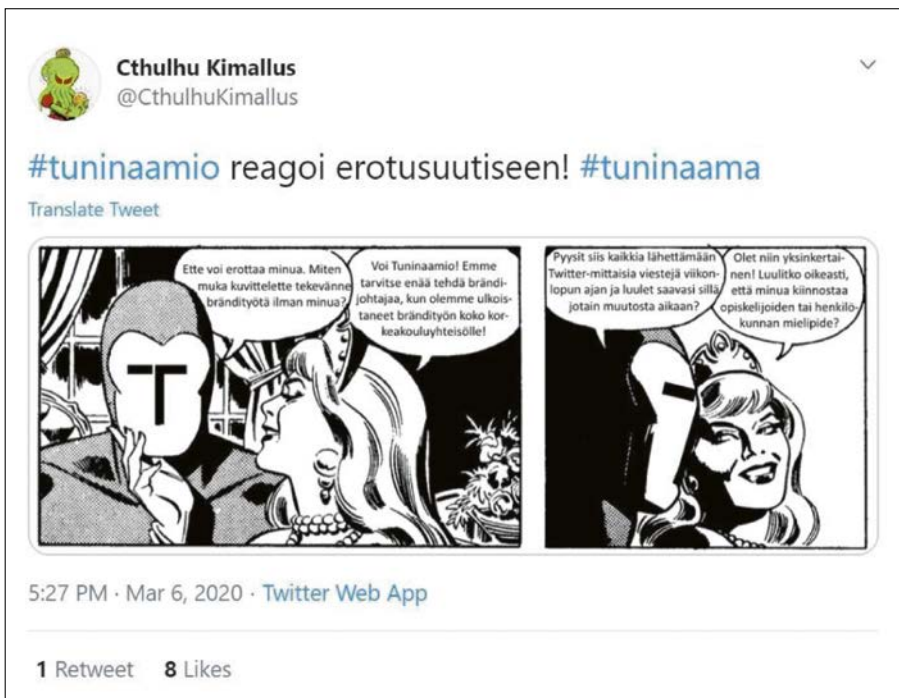 Cthulhu Kimallus
@CthulhuKimallus
#tuninaamio reagoi erotusuutiseen! #tuninaama
Translate Tweet
Ette voi erottaa minua. Miten
muka kuvittelette tekevänne
brändityötä ilman minua?
Voi Tuninaamio! Emme
tarvitse enää tehdä brändi-
johtajaa, kun olemme ulkois-
taneet brändityön koko kor-
keakouluyhteisölle!
T
Pyysit siis kaikkia lähettämään
Twitter-mittaisia viestejä viikon-
lopun ajan ja luulet saavasi sillä
jotain muutosta aikaan?
Olet niin yksinkertai-
nen! Luulitko oikeasti,
että minua kiinnostaa
opiskelijoiden tai henkilö-
kunnan mielipide?
5:27 PM · Mar 6, 2020 · Twitter Web App
1 Retweet 8 Likes